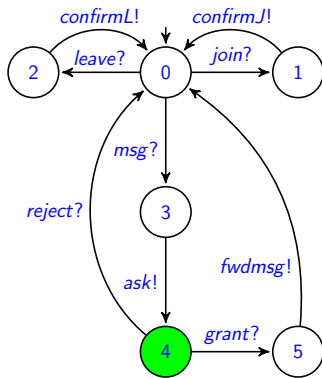 confirmL! confirmJ!
leave? join?
2 0 1
msg?
reject? 3
ask! fwdmsg!
grant?
4 5